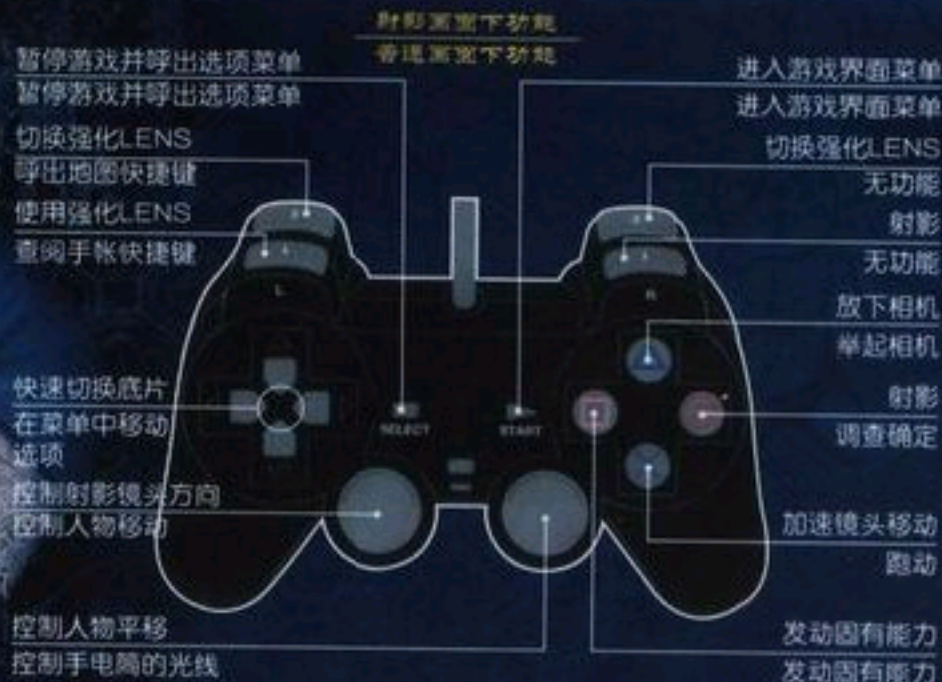 射影画面下功能
普通画面下功能
暂停游戏并呼出选项菜单
暂停游戏并呼出选项菜单
切换强化LENS
呼出地图快捷键
使用强化LENS
查阅手帐快捷键
快速切换底片
在菜单中移动
选项
控制射影镜头方向
控制人物移动
控制人物平移
控制手电筒的光线
进入游戏界面菜单
进入游戏界面菜单
切换强化LENS
无功能
射影
无功能
放下相机
举起相机
射影
调查确定
加速镜头移动
跑动
发动固有能力
发动固有能力
L
R
SELECT
START